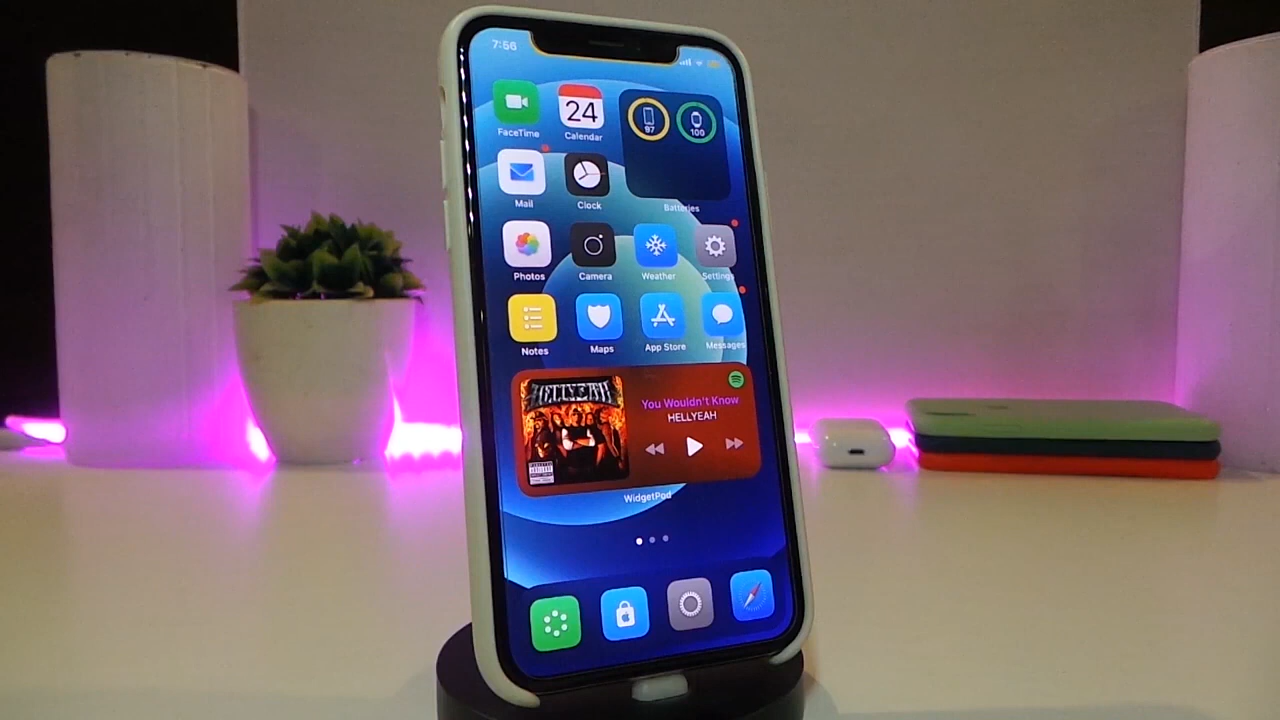 7:56
FaceTime
24
Calendar
97
100
Mail
Clock
Batteries
Photos
Camera
Weather
Settings
Notes
Maps
App Store
Messages
HELLYEAH
You Wouldn't Know
HELLYEAH
WidgetPod